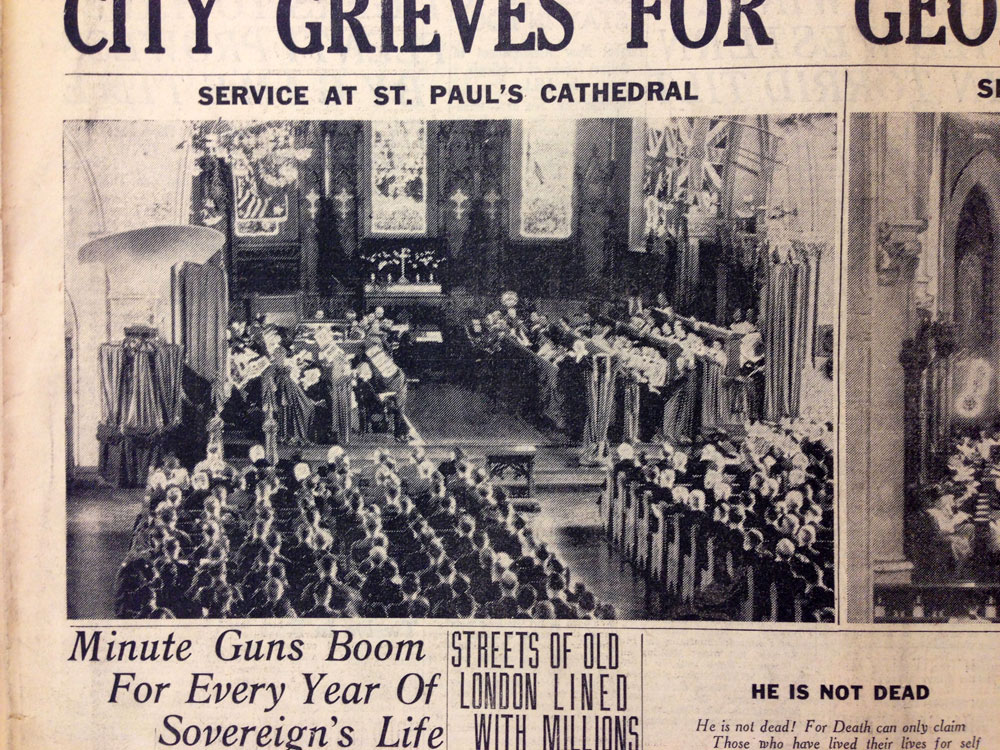 CITY GRIEVES FOR
SERVICE AT ST. PAUL'S CATHEDRAL
Minute Guns Boom
For Every Year Of
Sovereign's Life
STREETS OF OLD
LONDON LINED
WITH MILLIONS
HE IS NOT DEAD
He is not dead! For Death can only claim
Those who have lived their lives for self